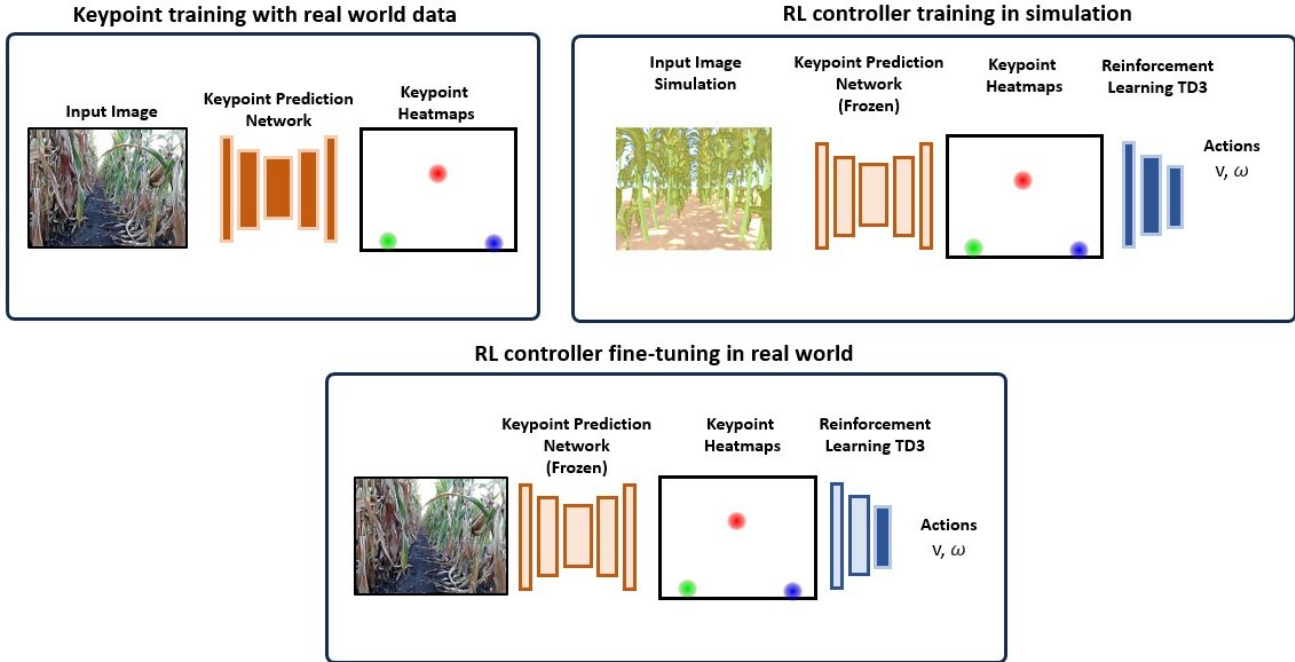 Keypoint training with real world data
Input Image
Keypoint Prediction
Network
Keypoint
Heatmaps
RL controller training in simulation
Input Image
Simulation
Keypoint Prediction
Network
(Frozen)
Keypoint
Heatmaps
Reinforcement
Learning TD3
Actions
v, ω
RL controller fine-tuning in real world
Keypoint Prediction
Network
(Frozen)
Keypoint
Heatmaps
Reinforcement
Learning TD3
Actions
v, ω